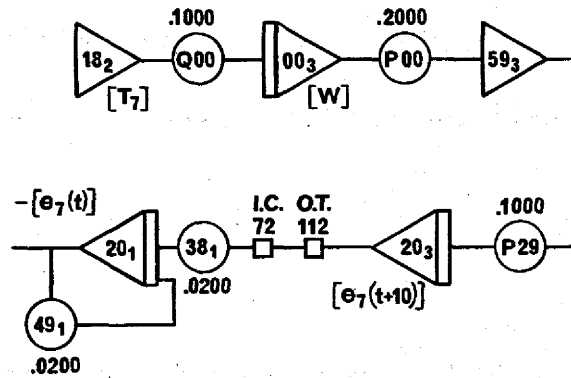 .1000
.2000
18₂
Q00
00₃
P00
59₃
[T₇]
[W]
-[e₇(t)]
I.C.
O.T.
72
112
.1000
20₁
38₁
20₃
P29
.0200
[e₇(t+10)]
49₁
.0200